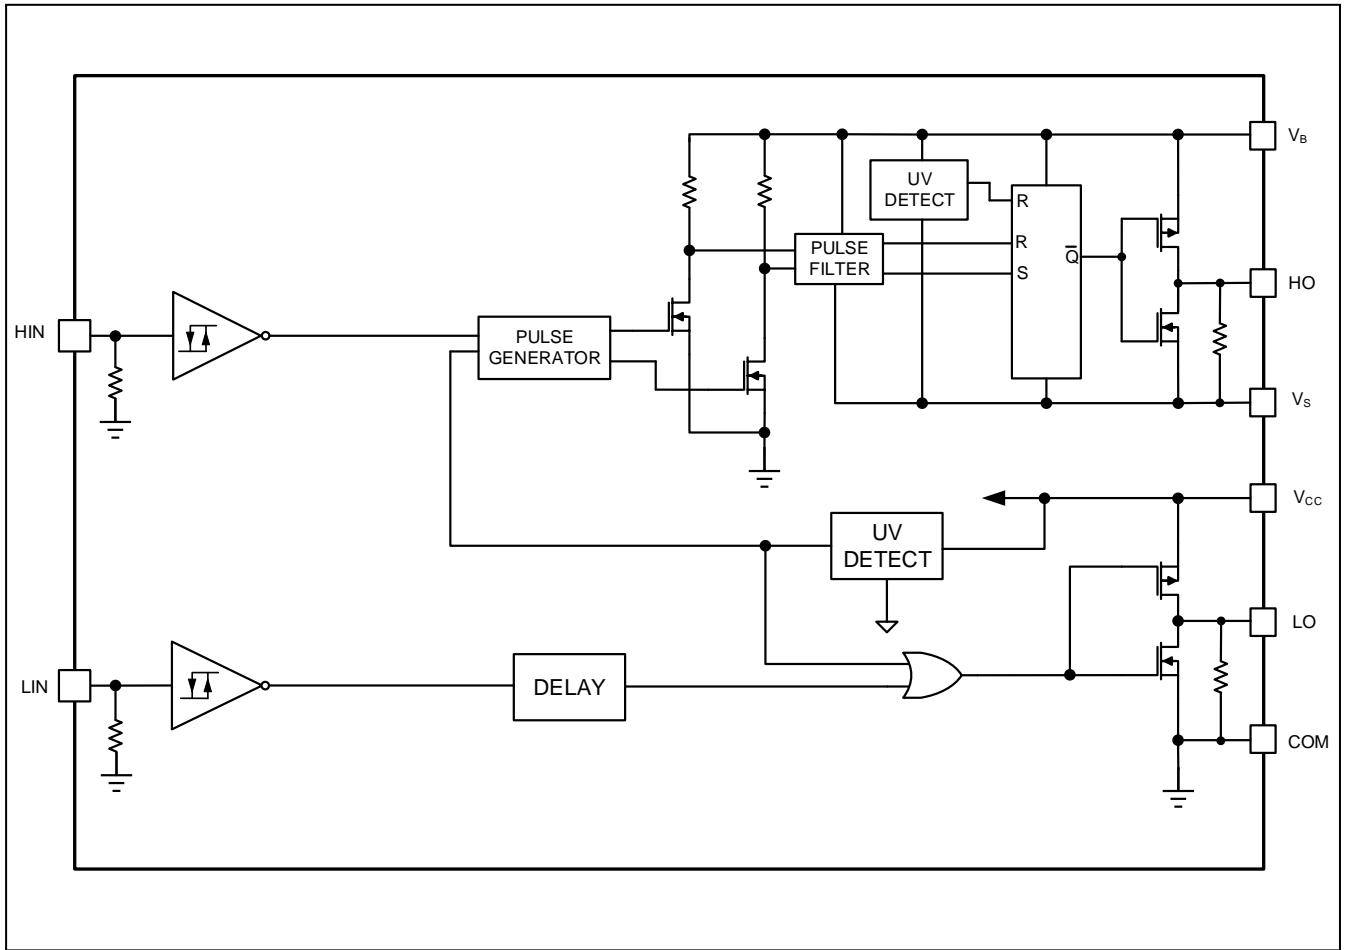 V_B
UV
DETECT
R
PULSE
FILTER
R
Q̅
S
HO
HIN
PULSE
GENERATOR
V_S
V_CC
UV
DETECT
LO
LIN
DELAY
COM